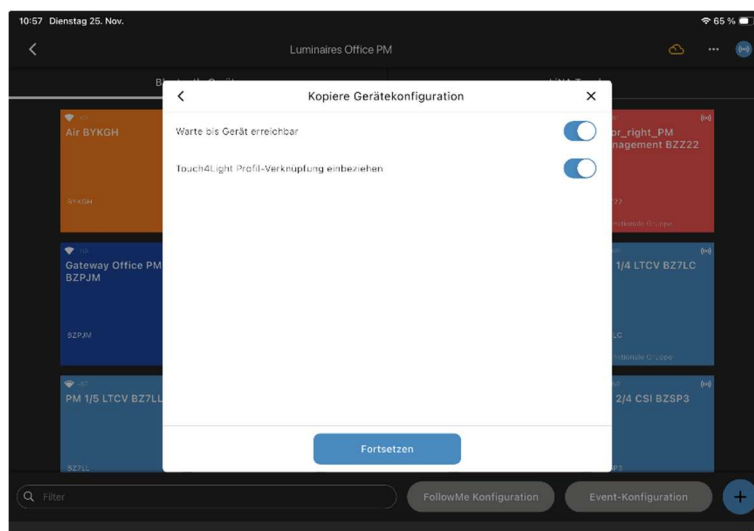 10:57 Dienstag 25. Nov.
65 %
Luminaires Office PM
Kopiere Gerätekonfiguration
Warte bis Gerät erreichbar
Touch4Light Profil-Verknüpfung einbeziehen
Fortsetzen
Air BYKGH
BYKGH
or_right_PM
nagement BZZ22
Gateway Office PM
BZPJM
BZPJM
1/4 LTCV BZ7LC
PM 1/5 LTCV BZ7LL
BZ7LL
2/4 CSI BZSP3
Filter
FollowMe Konfiguration
Event-Konfiguration